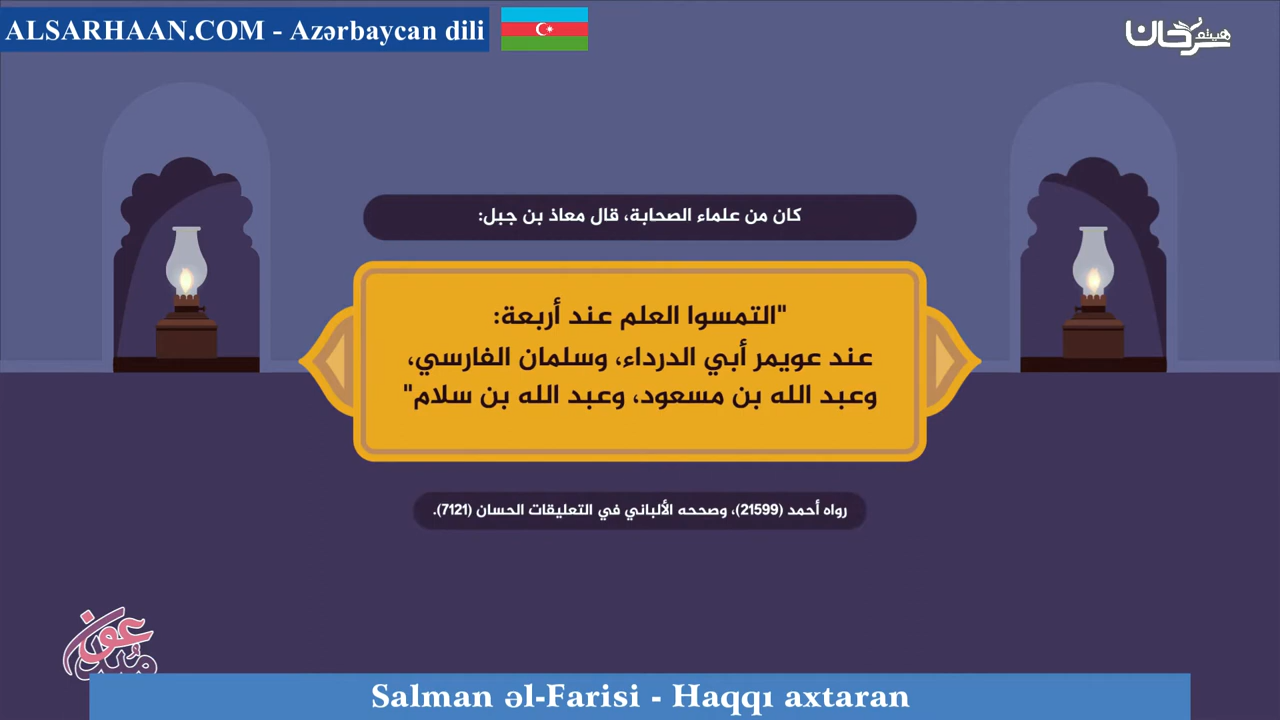 ALSARHAAN.COM - Azərbaycan dili
هيثم سرحان
كان من علماء الصحابة، قال معاذ بن جبل:
"التمسوا العلم عند أربعة:
عند عويمر أبي الدرداء، وسلمان الفارسي،
وعبد الله بن مسعود، وعبد الله بن سلام"
رواه أحمد (21599)، وصححه الألباني في التعليقات الحسان (7121).
Salman əl-Farisi - Haqqı axtaran